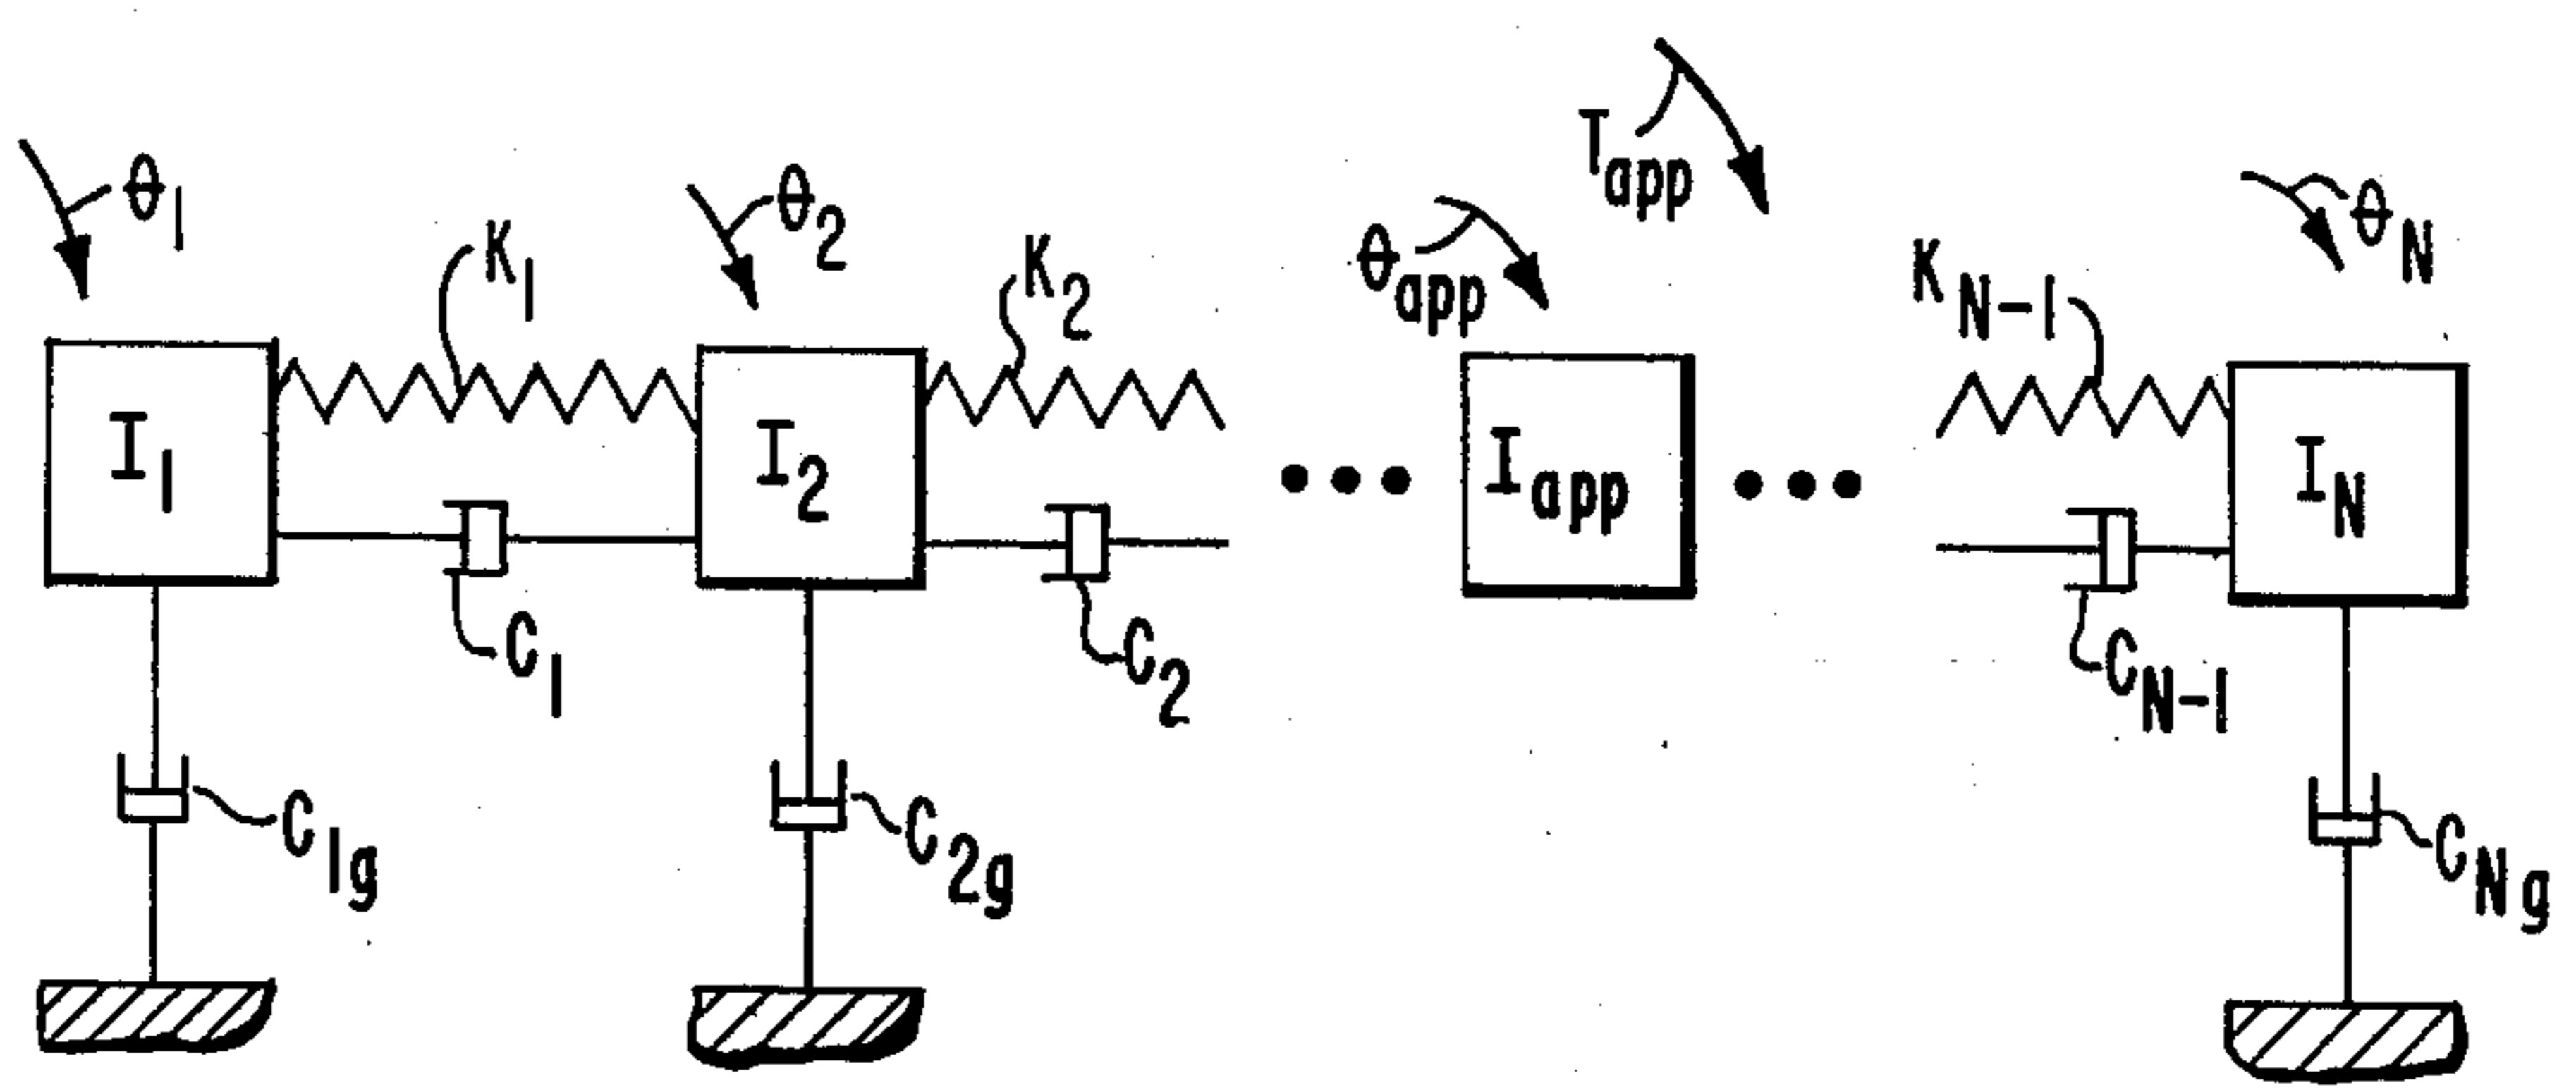 θ1
K1
θ2
K2
θapp
Tapp
KN-1
θN
I1
I2
Iapp
IN
C1
C2
CN-1
C1g
C2g
CNg